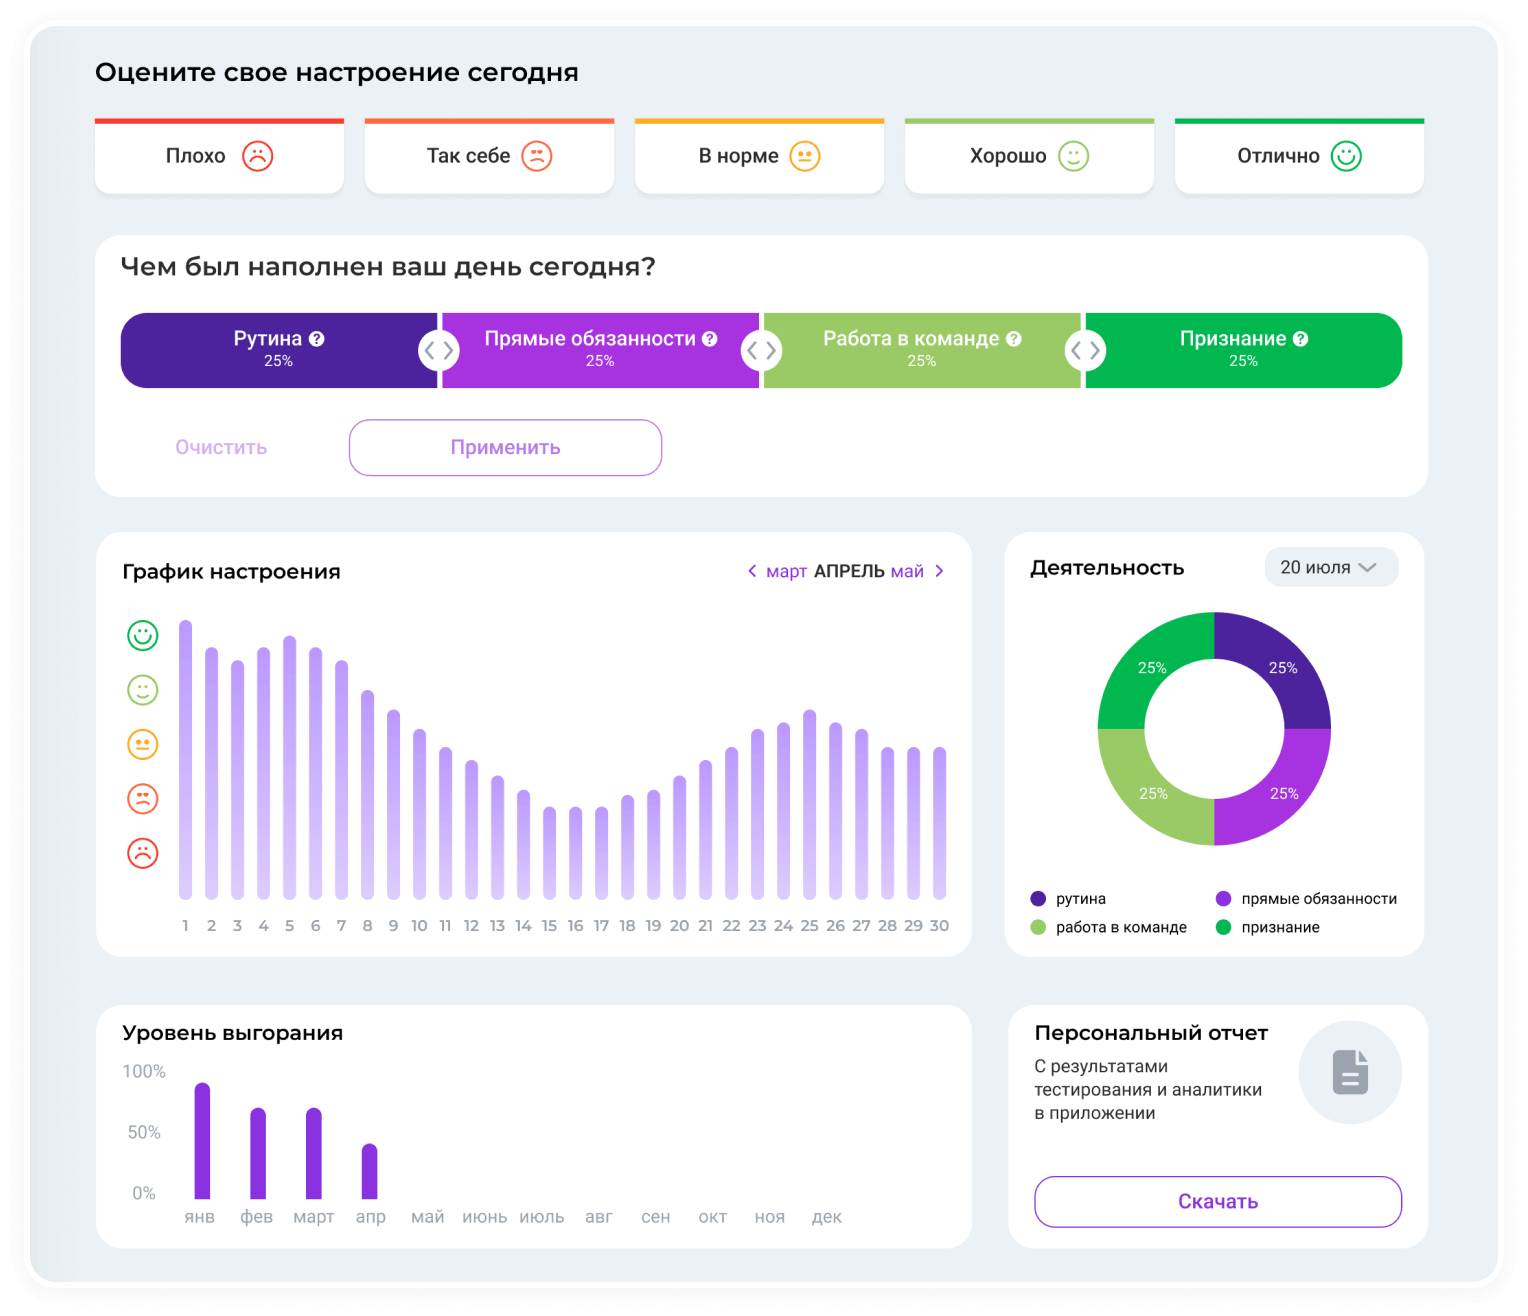 Оцените свое настроение сегодня
Плохо
Так себе
В норме
Хорошо
Отлично
Чем был наполнен ваш день сегодня?
Рутина ?
25%
Прямые обязанности ?
25%
Работа в команде ?
25%
Признание ?
25%
Очистить
Применить
График настроения
март АПРЕЛЬ май
1 2 3 4 5 6 7 8 9 10 11 12 13 14 15 16 17 18 19 20 21 22 23 24 25 26 27 28 29 30
Деятельность
20 июля
25% 25%
25% 25%
рутина
прямые обязанности
работа в команде
признание
Уровень выгорания
100%
50%
0%
янв фев март апр май июнь июль авг сен окт ноя дек
Персональный отчет
С результатами
тестирования и аналитики
в приложении
Скачать